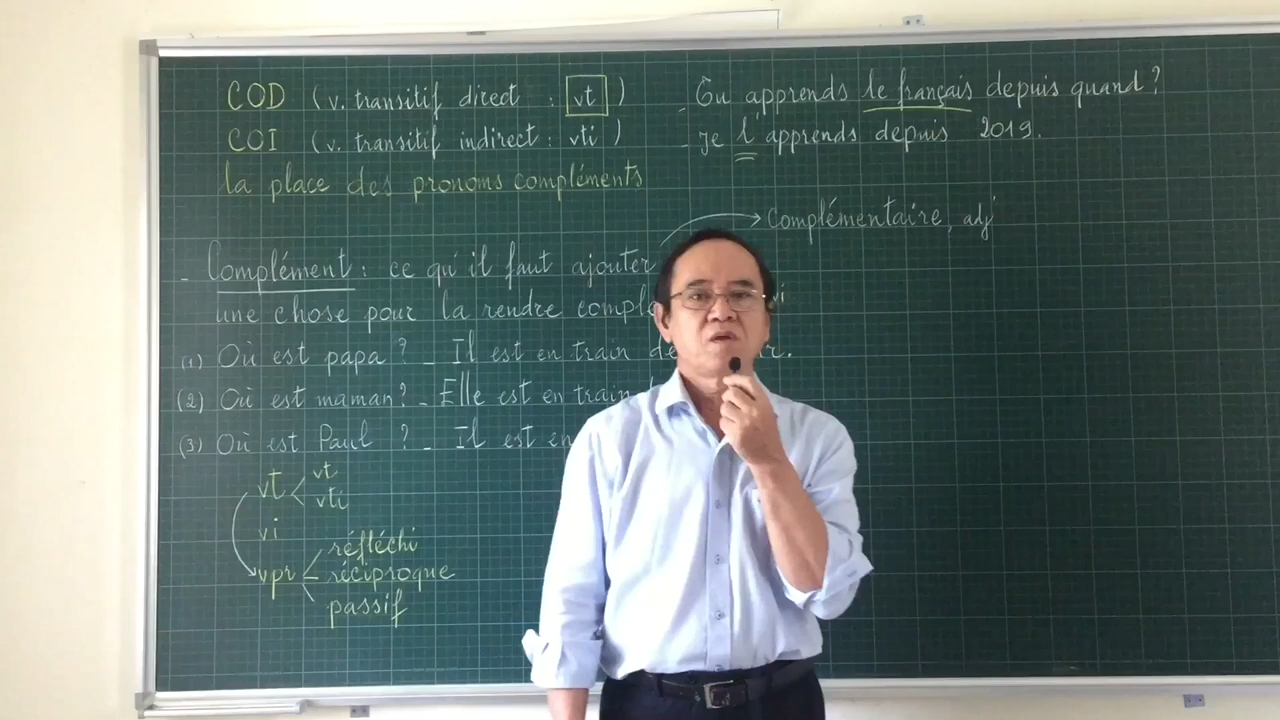 COD (v. transitif direct : vt )
COI (v. transitif indirect : vti )
la place des pronoms compléments
- Tu apprends le français depuis quand ?
- Je l'apprends depuis 2019.
complémentaire, adj
- Complément : ce qu'il faut ajouter
une chose pour la rendre
(1) Où est papa ? - Il est en train de
(2) Où est maman ? - Elle est en train
(3) Où est Paul ? - Il est en
vt
vt
vti
vi
vpr
réfléchi
réciproque
passif